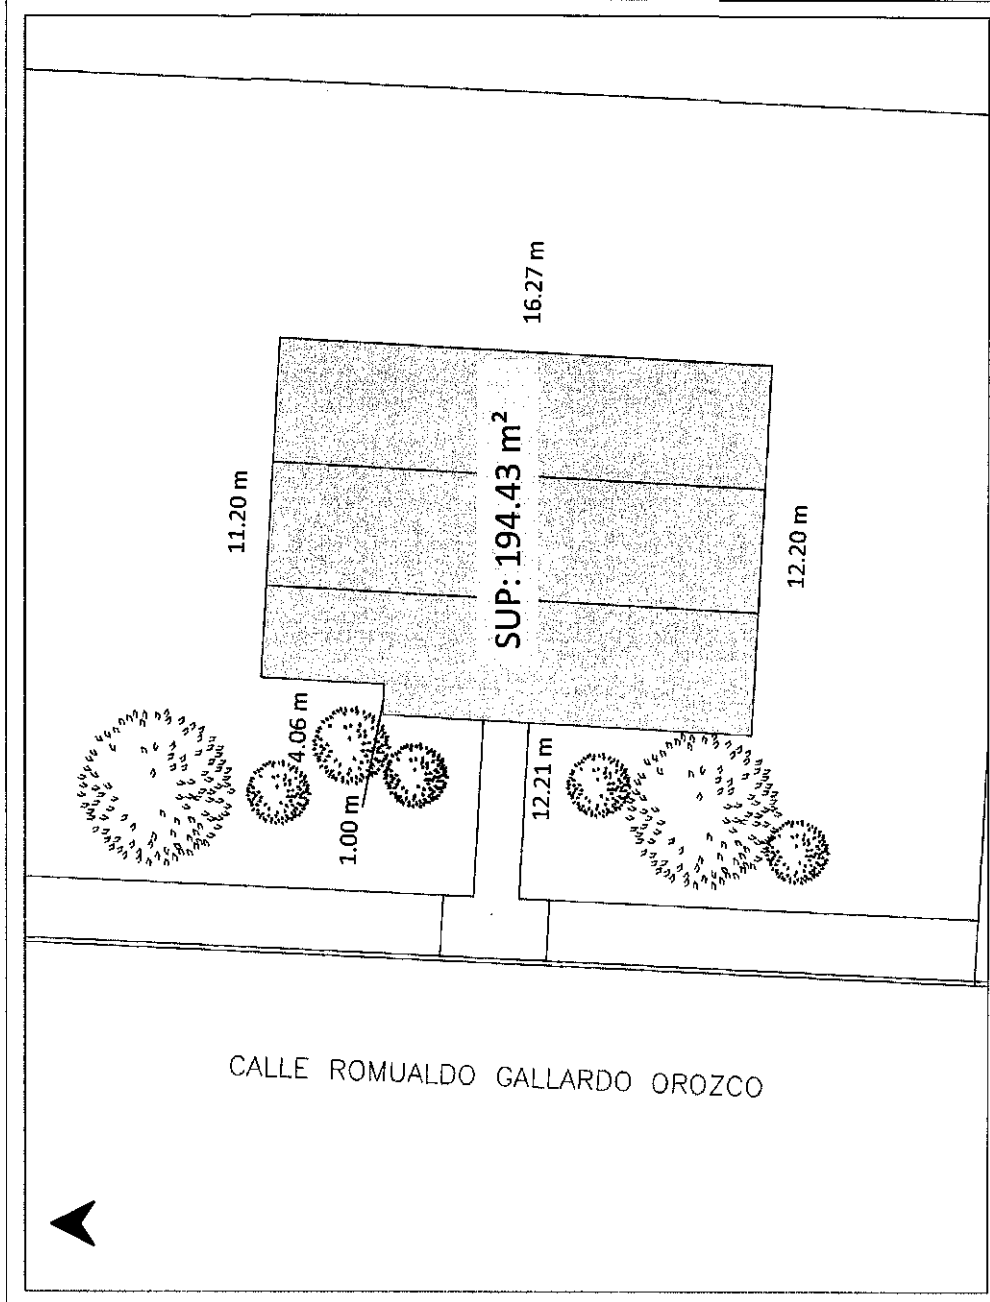 16.27 m
11.20 m
SUP: 194.43 m²
12.20 m
4.06 m
1.00 m
12.21 m
CALLE ROMUALDO GALLARDO OROZCO